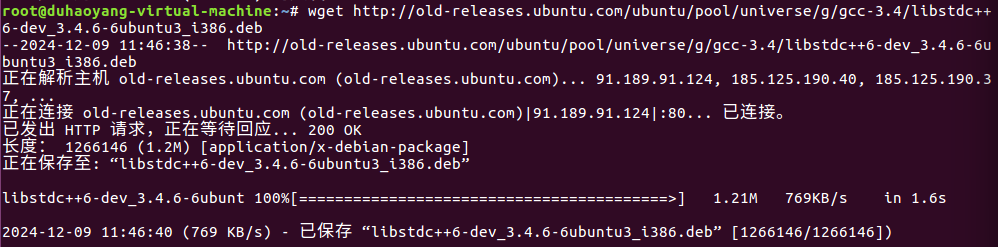 root@duhaoyang-virtual-machine:~# wget http://old-releases.ubuntu.com/ubuntu/pool/universe/g/gcc-3.4/libstdc++
6-dev_3.4.6-6ubuntu3_i386.deb
--2024-12-09 11:46:38--  http://old-releases.ubuntu.com/ubuntu/pool/universe/g/gcc-3.4/libstdc++6-dev_3.4.6-6u
buntu3_i386.deb
正在解析主机 old-releases.ubuntu.com (old-releases.ubuntu.com)... 91.189.91.124, 185.125.190.40, 185.125.190.3
7, ...
正在连接 old-releases.ubuntu.com (old-releases.ubuntu.com)|91.189.91.124|:80... 已连接。
已发出 HTTP 请求，正在等待回应... 200 OK
长度： 1266146 (1.2M) [application/x-debian-package]
正在保存至: “libstdc++6-dev_3.4.6-6ubuntu3_i386.deb”
libstdc++6-dev_3.4.6-6ubunt 100%[=========================================>]   1.21M   769KB/s    in 1.6s
2024-12-09 11:46:40 (769 KB/s) - 已保存 “libstdc++6-dev_3.4.6-6ubuntu3_i386.deb” [1266146/1266146])